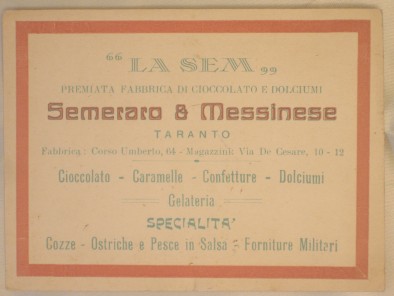 “ LA SEM „
PREMIATA FABBRICA DI CIOCCOLATO E DOLCIUMI
Semeraro & Messinese
TARANTO
Fabbrica : Corso Umberto, 64 - Magazzini: Via De Cesare, 10 - 12
Cioccolato - Caramelle - Confetture - Dolciumi
Gelateria
SPECIALITA'
Cozze - Ostriche e Pesce in Salsa - Forniture Militari